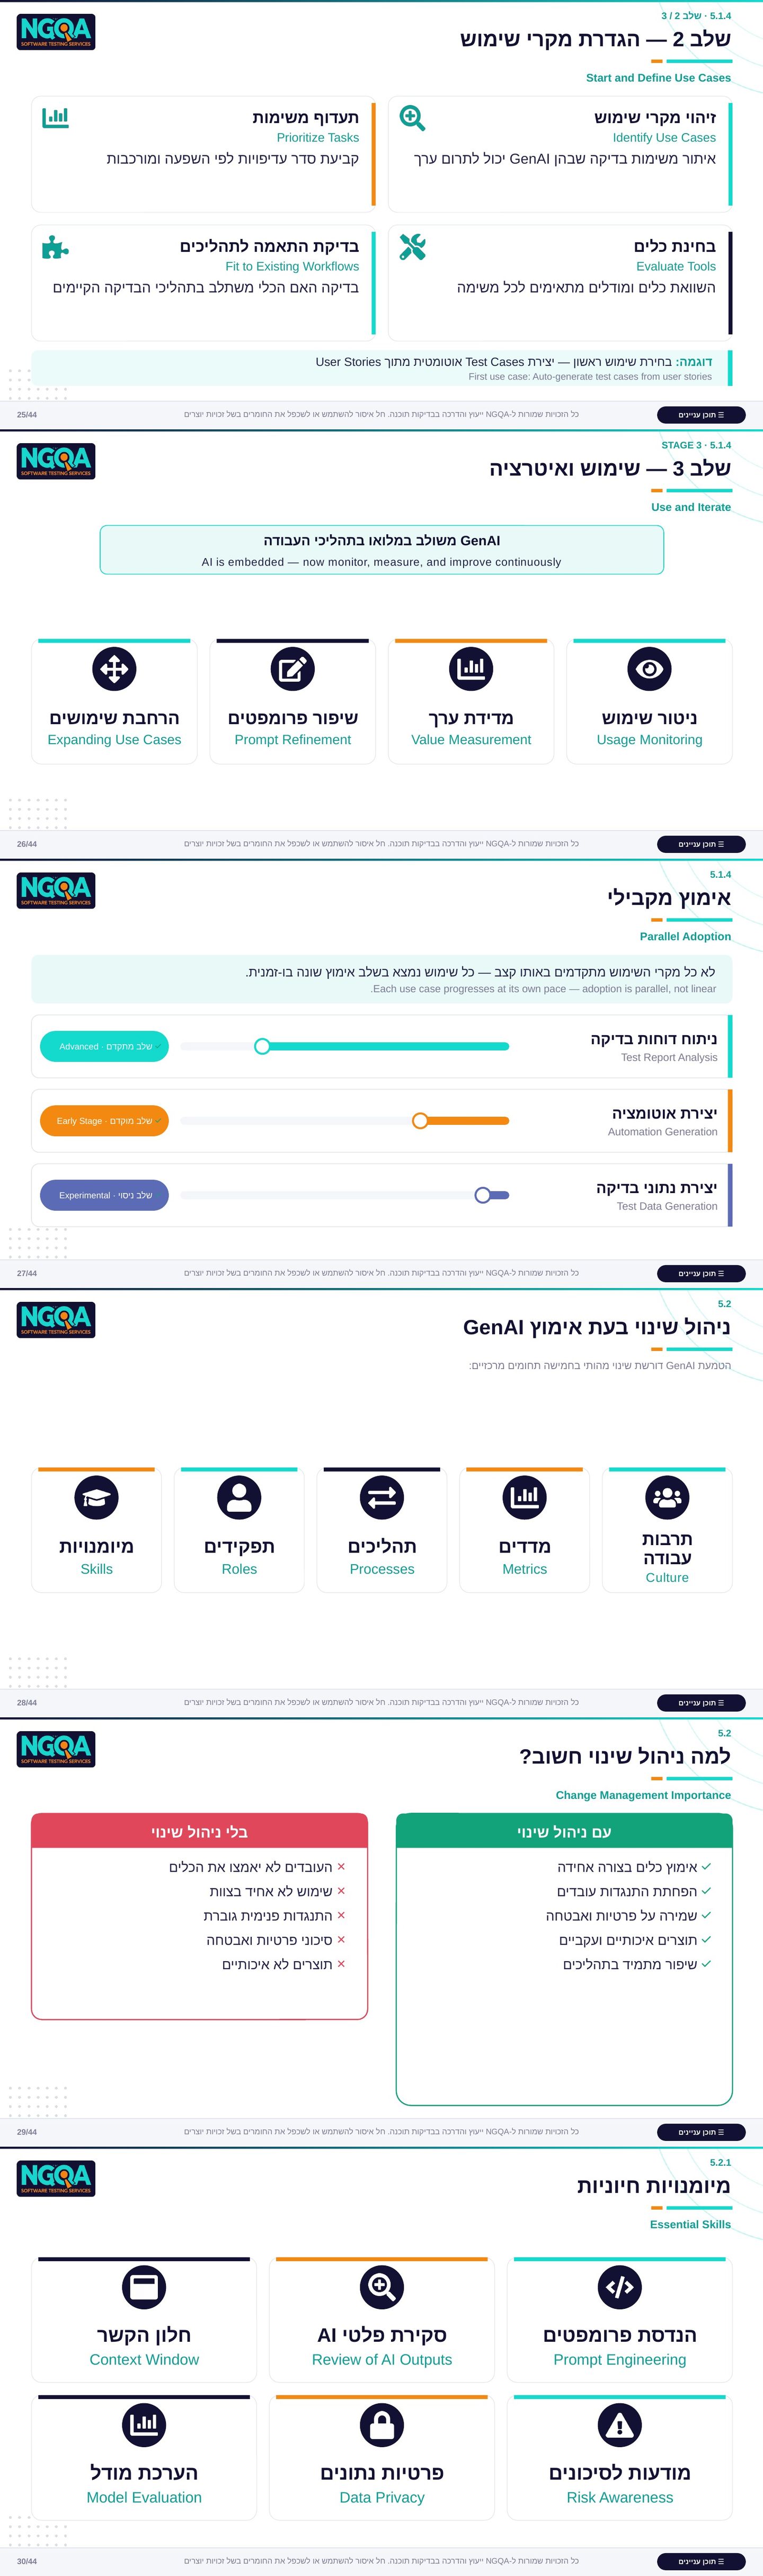 5.1.4 · שלב 2 / 3
NGQA
SOFTWARE TESTING SERVICES
שלב 2 — הגדרת מקרי שימוש
Start and Define Use Cases
זיהוי מקרי שימוש
Identify Use Cases
איתור משימות בדיקה שבהן GenAI יכול לתרום ערך
תעדוף משימות
Prioritize Tasks
קביעת סדר עדיפויות לפי השפעה ומורכבות
בחינת כלים
Evaluate Tools
השוואת כלים ומודלים מתאימים לכל משימה
בדיקת התאמה לתהליכים
Fit to Existing Workflows
בדיקה האם הכלי משתלב בתהליכי הבדיקה הקיימים
דוגמה: בחירת שימוש ראשון — יצירת Test Cases אוטומטית מתוך User Stories
First use case: Auto-generate test cases from user stories
☰ תוכן עניינים
כל הזכויות שמורות ל-NGQA ייעוץ והדרכה בבדיקות תוכנה. חל איסור להשתמש או לשכפל את החומרים בשל זכויות יוצרים
25/44
STAGE 3 · 5.1.4
NGQA
SOFTWARE TESTING SERVICES
שלב 3 — שימוש ואיטרציה
Use and Iterate
GenAI משולב במלואו בתהליכי העבודה
AI is embedded — now monitor, measure, and improve continuously
ניטור שימוש
Usage Monitoring
מדידת ערך
Value Measurement
שיפור פרומפטים
Prompt Refinement
הרחבת שימושים
Expanding Use Cases
☰ תוכן עניינים
כל הזכויות שמורות ל-NGQA ייעוץ והדרכה בבדיקות תוכנה. חל איסור להשתמש או לשכפל את החומרים בשל זכויות יוצרים
26/44
5.1.4
NGQA
SOFTWARE TESTING SERVICES
אימוץ מקבילי
Parallel Adoption
לא כל מקרי השימוש מתקדמים באותו קצב — כל שימוש נמצא בשלב אימוץ שונה בו-זמנית.
Each use case progresses at its own pace — adoption is parallel, not linear.
ניתוח דוחות בדיקה
Test Report Analysis
✓ שלב מתקדם · Advanced
יצירת אוטומציה
Automation Generation
✓ שלב מוקדם · Early Stage
יצירת נתוני בדיקה
Test Data Generation
שלב ניסוי · Experimental
☰ תוכן עניינים
כל הזכויות שמורות ל-NGQA ייעוץ והדרכה בבדיקות תוכנה. חל איסור להשתמש או לשכפל את החומרים בשל זכויות יוצרים
27/44
5.2
NGQA
SOFTWARE TESTING SERVICES
ניהול שינוי בעת אימוץ GenAI
הטמעת GenAI דורשת שינוי מהותי בחמישה תחומים מרכזיים:
תרבות
עבודה
Culture
מדדים
Metrics
תהליכים
Processes
תפקידים
Roles
מיומנויות
Skills
☰ תוכן עניינים
כל הזכויות שמורות ל-NGQA ייעוץ והדרכה בבדיקות תוכנה. חל איסור להשתמש או לשכפל את החומרים בשל זכויות יוצרים
28/44
5.2
NGQA
SOFTWARE TESTING SERVICES
למה ניהול שינוי חשוב?
Change Management Importance
עם ניהול שינוי
✓ אימוץ כלים בצורה אחידה
✓ הפחתת התנגדות עובדים
✓ שמירה על פרטיות ואבטחה
✓ תוצרים איכותיים ועקביים
✓ שיפור מתמיד בתהליכים
בלי ניהול שינוי
✕ העובדים לא יאמצו את הכלים
✕ שימוש לא אחיד בצוות
✕ התנגדות פנימית גוברת
✕ סיכוני פרטיות ואבטחה
✕ תוצרים לא איכותיים
☰ תוכן עניינים
כל הזכויות שמורות ל-NGQA ייעוץ והדרכה בבדיקות תוכנה. חל איסור להשתמש או לשכפל את החומרים בשל זכויות יוצרים
29/44
5.2.1
NGQA
SOFTWARE TESTING SERVICES
מיומנויות חיוניות
Essential Skills
הנדסת פרומפטים
Prompt Engineering
סקירת פלטי AI
Review of AI Outputs
חלון הקשר
Context Window
מודעות לסיכונים
Risk Awareness
פרטיות נתונים
Data Privacy
הערכת מודל
Model Evaluation
☰ תוכן עניינים
כל הזכויות שמורות ל-NGQA ייעוץ והדרכה בבדיקות תוכנה. חל איסור להשתמש או לשכפל את החומרים בשל זכויות יוצרים
30/44